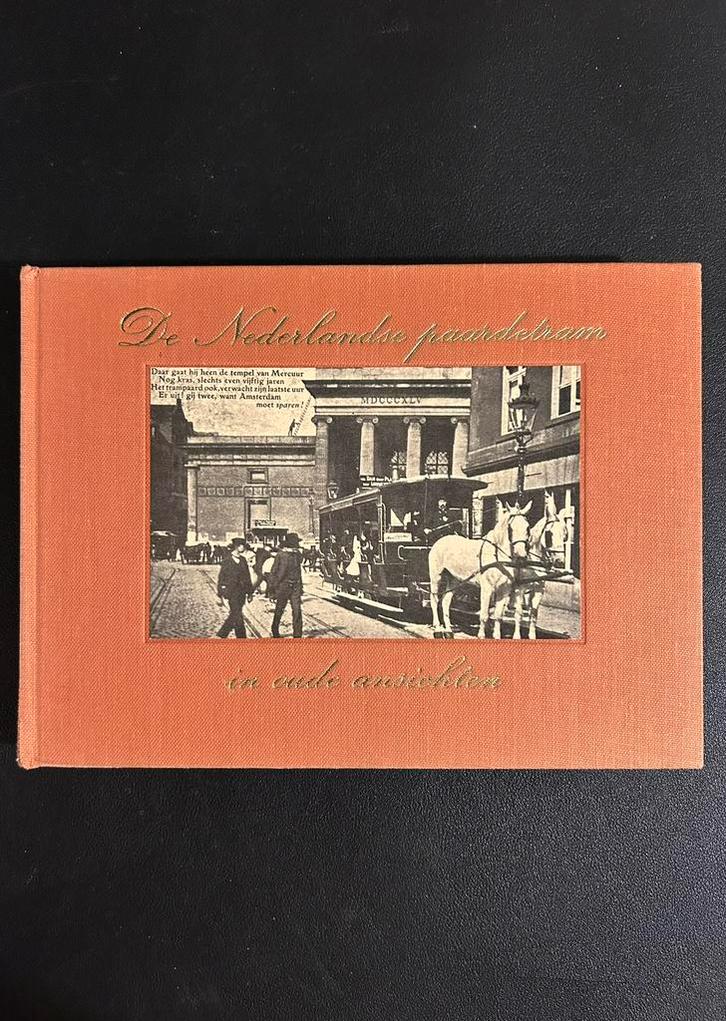 De Nederlandse paardetram
Daar gaat hij heen de tempel van Mercuur
Nog kras, slechts even vijftig jaren
Het trampaard ook, verwacht zijn laatste uur
Er uit! gij twee, want Amsterdam
moet sparen!
MDCCCXLV
in oude ansichten